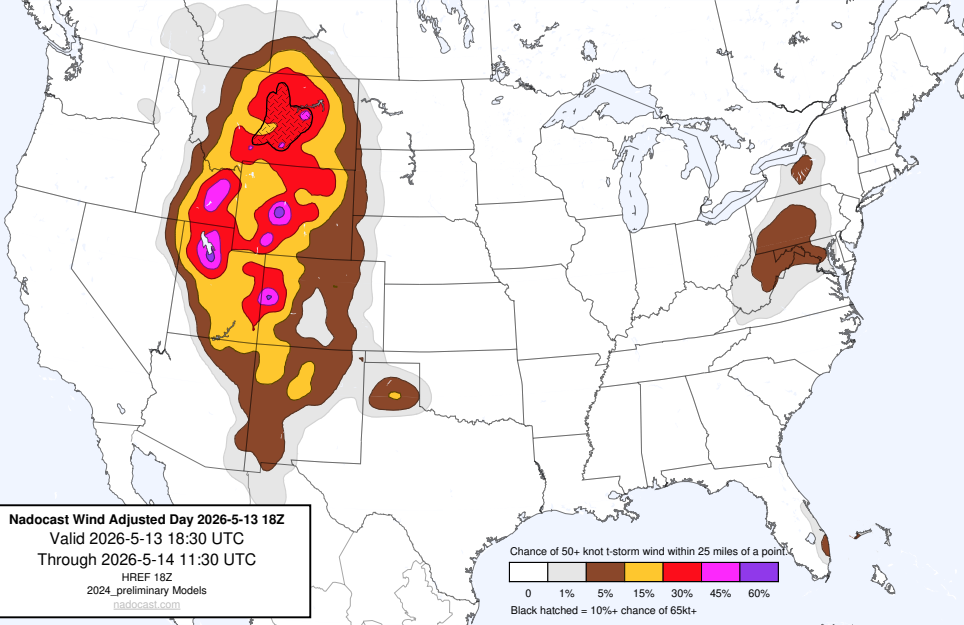 Nadocast Wind Adjusted Day 2026-5-13 18Z
Valid 2026-5-13 18:30 UTC
Through 2026-5-14 11:30 UTC
HREF 18Z
2024_preliminary Models
nadocast.com
Chance of 50+ knot t-storm wind within 25 miles of a point.
0 1% 5% 15% 30% 45% 60%
Black hatched = 10%+ chance of 65kt+